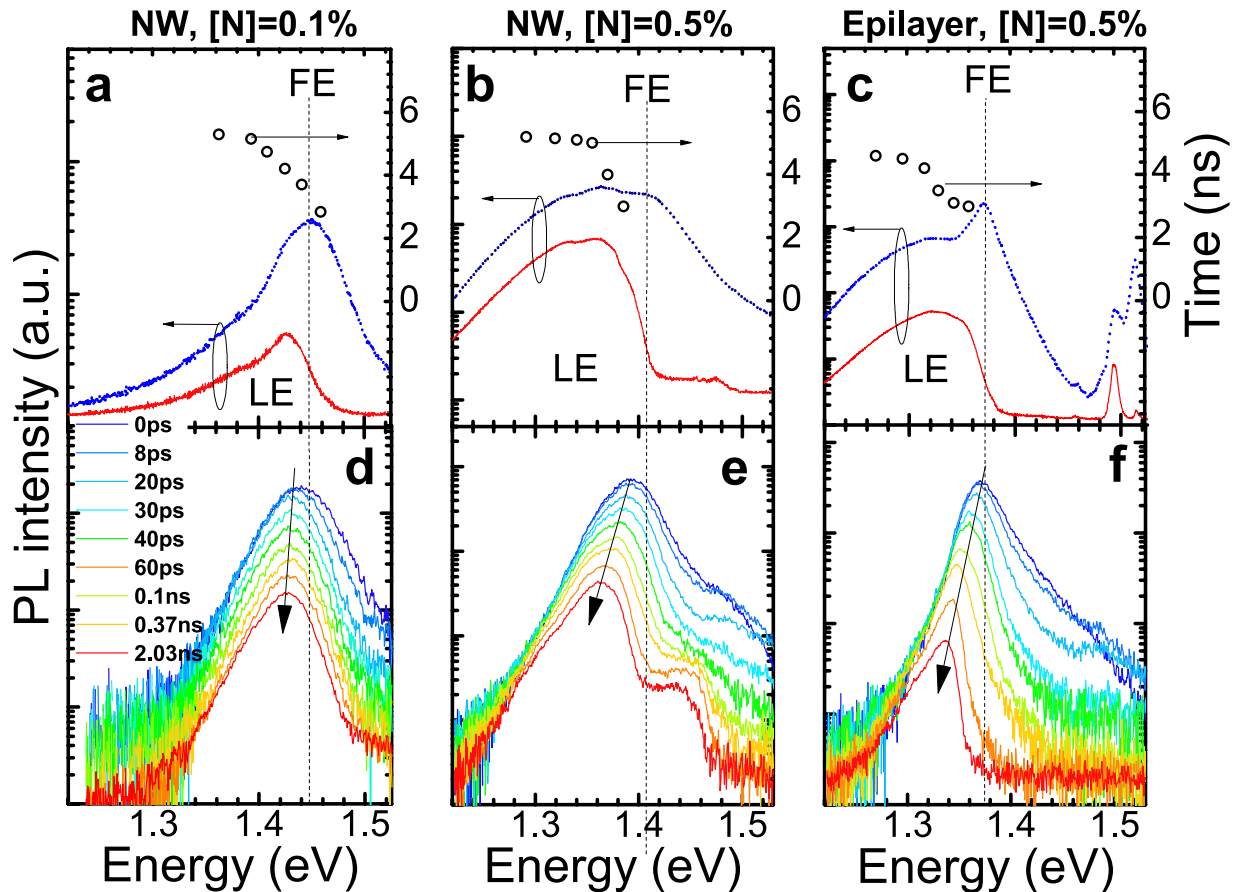 NW, [N]=0.1%
NW, [N]=0.5%
Epilayer, [N]=0.5%
a
FE
6
4
2
0
LE
b
FE
6
4
2
0
LE
c
FE
6
4
2
0
LE
Time (ns)
PL intensity (a.u.)
d
0ps
8ps
20ps
30ps
40ps
60ps
0.1ns
0.37ns
2.03ns
e
f
1.3 1.4 1.5
1.3 1.4 1.5
1.3 1.4 1.5
Energy (eV)
Energy (eV)
Energy (eV)